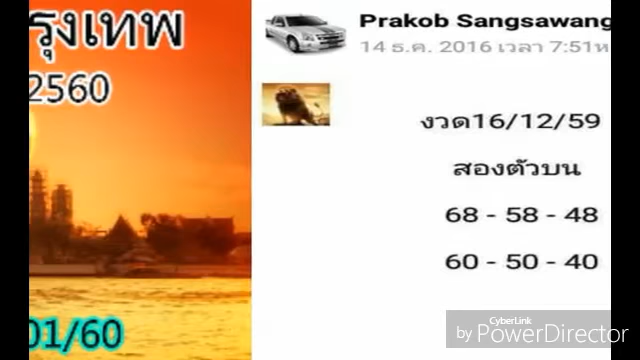 รุงเทพ
2560
01/60
Prakob Sangsawang
14 ธ.ค. 2016 เวลา 7:51
งวด16/12/59
สองตัวบน
68 - 58 - 48
60 - 50 - 40
CyberLink
by PowerDirector